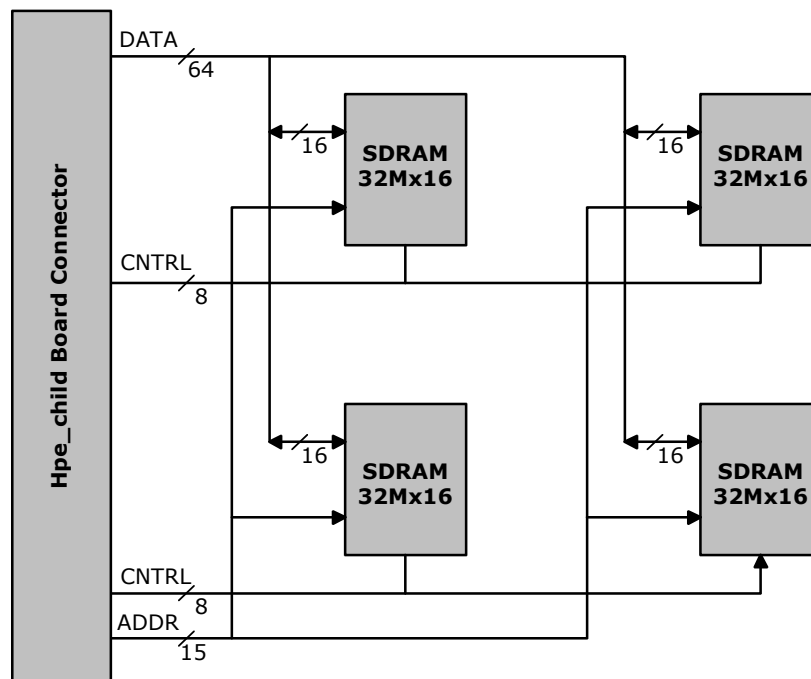 DATA
64
16
SDRAM
32Mx16
16
SDRAM
32Mx16
CNTRL
8
Hpe_child Board Connector
16
SDRAM
32Mx16
16
SDRAM
32Mx16
CNTRL
8
ADDR
15